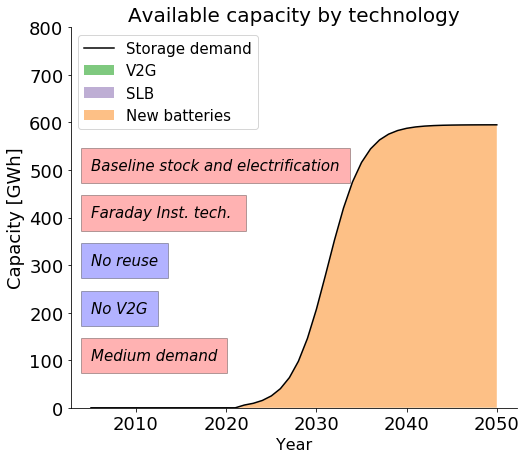 Available capacity by technology
Capacity [GWh]
800
700
600
500
400
300
200
100
0
Storage demand
V2G
SLB
New batteries
Baseline stock and electrification
Faraday Inst. tech.
No reuse
No V2G
Medium demand
2010
2020
2030
2040
2050
Year